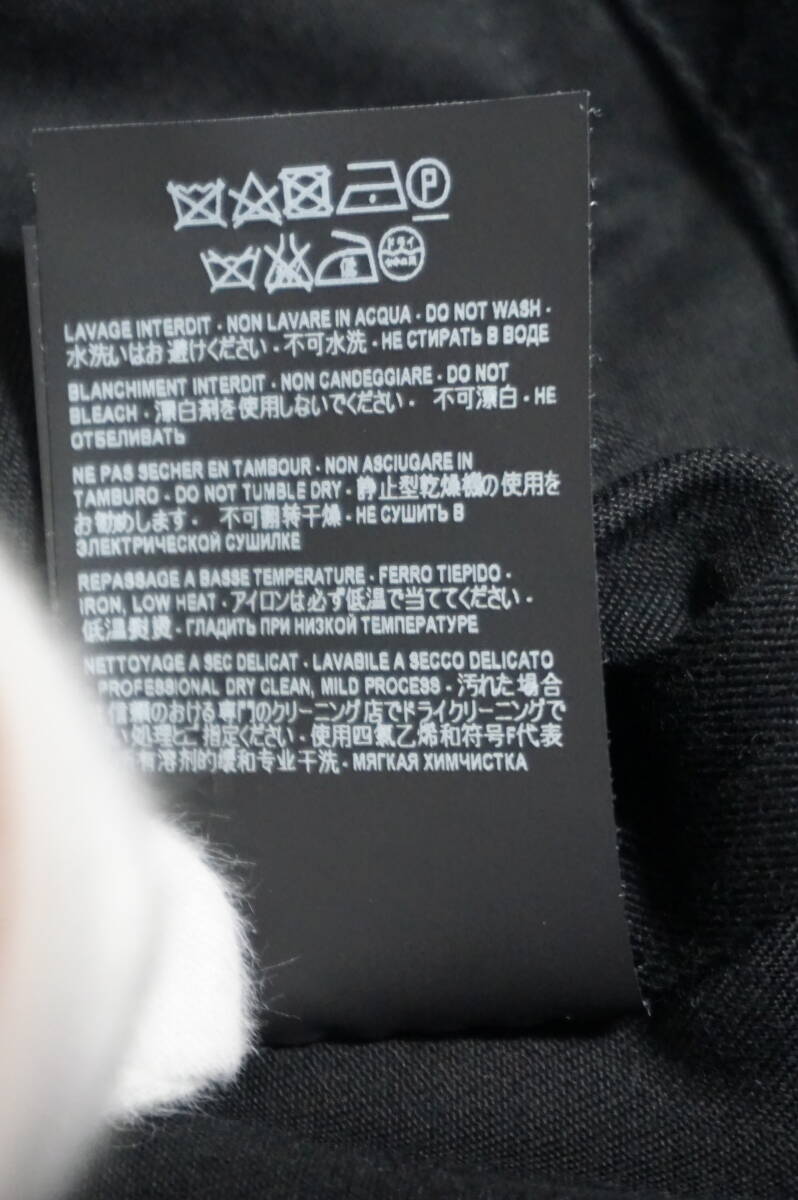 P
低 ドライ
LAVAGE INTERDIT - NON LAVARE IN ACQUA - DO NOT WASH -
水洗いはお避けください - 不可水洗 - НЕ СТИРАТЬ В ВОДЕ
BLANCHIMENT INTERDIT - NON CANDEGGIARE - DO NOT
BLEACH - 漂白剤を使用しないでください - 不可漂白 - НЕ
ОТБЕЛИВАТЬ
NE PAS SECHER EN TAMBOUR - NON ASCIUGARE IN
TAMBURO - DO NOT TUMBLE DRY - 静止型乾燥機の使用を
お勧めします - 不可翻转干燥 - НЕ СУШИТЬ В
ЭЛЕКТРИЧЕСКОЙ СУШИЛКЕ
REPASSAGE A BASSE TEMPERATURE - FERRO TIEPIDO -
IRON, LOW HEAT - アイロンは必ず低温で当ててください -
低温熨烫 - ГЛАДИТЬ ПРИ НИЗКОЙ ТЕМПЕРАТУРЕ
NETTOYAGE A SEC DELICAT - LAVABILE A SECCO DELICATO
PROFESSIONAL DRY CLEAN, MILD PROCESS - 汚れた場合
信頼のおける専門のクリーニング店でドライクリーニングで
処理とご指定ください - 使用四氯乙烯和符号F代表
有溶剂的缓和专业干洗 - МЯГКАЯ ХИМЧИСТКА